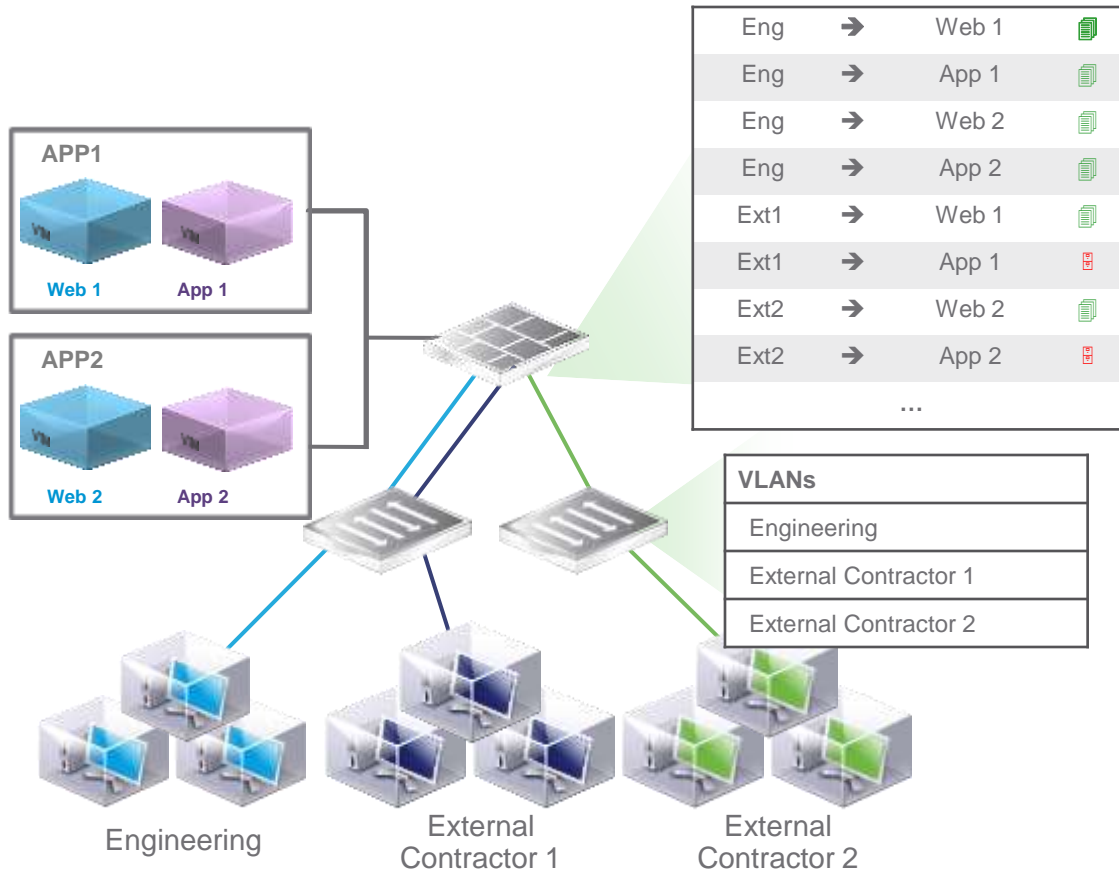 Eng ➔ Web 1
Eng ➔ App 1
Eng ➔ Web 2
Eng ➔ App 2
Ext1 ➔ Web 1
Ext1 ➔ App 1
Ext2 ➔ Web 2
Ext2 ➔ App 2
...
APP1
VM VM
Web 1 App 1
APP2
VM VM
Web 2 App 2
VLANs
Engineering
External Contractor 1
External Contractor 2
Engineering
External
Contractor 1
External
Contractor 2